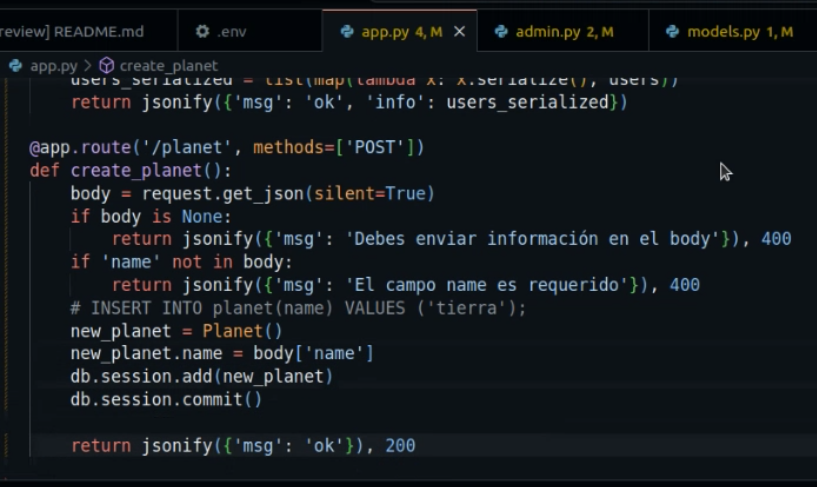 review] README.md
.env
app.py 4, M
admin.py 2, M
models.py 1, M
app.py > create_planet
users_serialized = list(map(lambda x: x.serialize(), users))
return jsonify({'msg': 'ok', 'info': users_serialized})
@app.route('/planet', methods=['POST'])
def create_planet():
body = request.get_json(silent=True)
if body is None:
return jsonify({'msg': 'Debes enviar información en el body'}), 400
if 'name' not in body:
return jsonify({'msg': 'El campo name es requerido'}), 400
# INSERT INTO planet(name) VALUES ('tierra');
new_planet = Planet()
new_planet.name = body['name']
db.session.add(new_planet)
db.session.commit()
return jsonify({'msg': 'ok'}), 200